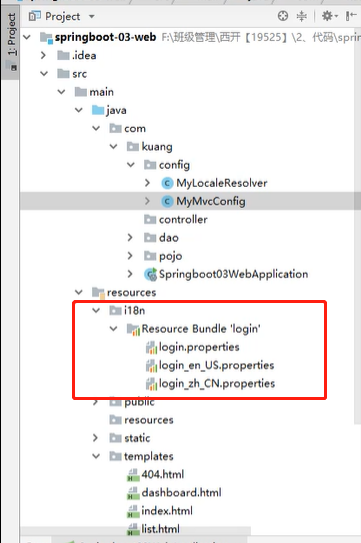 1: Project
Project
springboot-03-web F:\班级管理\西开【19525】\2、代码\spri
.idea
src
main
java
com
kuang
config
MyLocaleResolver
MyMvcConfig
controller
dao
pojo
Springboot03WebApplication
resources
i18n
Resource Bundle 'login'
login.properties
login_en_US.properties
login_zh_CN.properties
public
resources
static
templates
404.html
dashboard.html
index.html
list.html